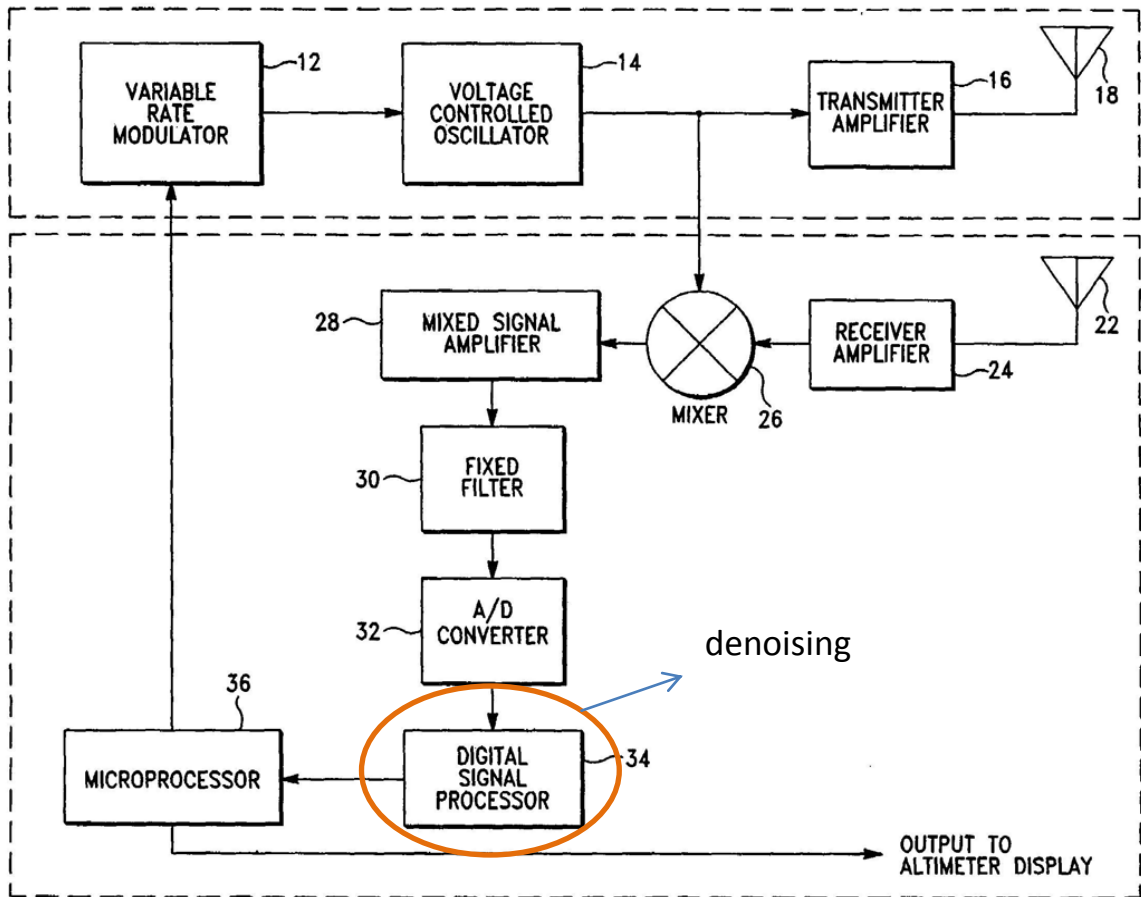 12
VARIABLE
RATE
MODULATOR
14
VOLTAGE
CONTROLLED
OSCILLATOR
16
TRANSMITTER
AMPLIFIER
18
28
MIXED SIGNAL
AMPLIFIER
MIXER
26
RECEIVER
AMPLIFIER
24
22
30
FIXED
FILTER
32
A/D
CONVERTER
denoising
36
MICROPROCESSOR
DIGITAL
SIGNAL
PROCESSOR
34
OUTPUT TO
ALTIMETER DISPLAY